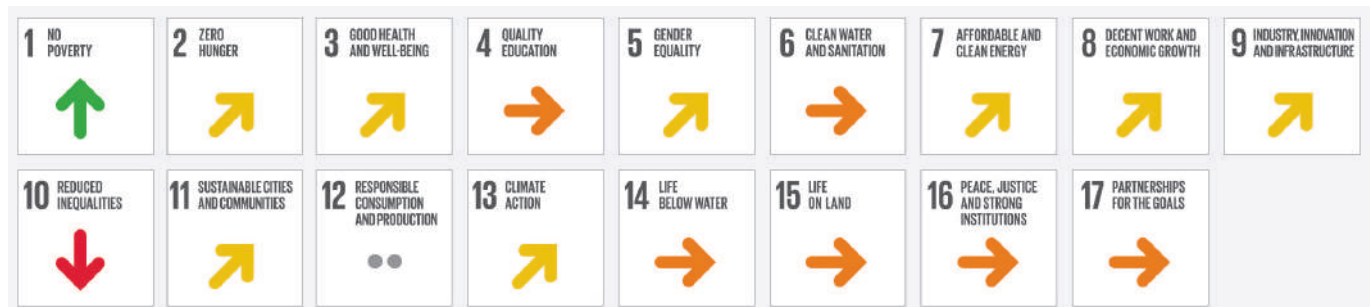 1 NO
POVERTY
2 ZERO
HUNGER
3 GOOD HEALTH
AND WELL-BEING
4 QUALITY
EDUCATION
5 GENDER
EQUALITY
6 CLEAN WATER
AND SANITATION
7 AFFORDABLE AND
CLEAN ENERGY
8 DECENT WORK AND
ECONOMIC GROWTH
9 INDUSTRY, INNOVATION
AND INFRASTRUCTURE
10 REDUCED
INEQUALITIES
11 SUSTAINABLE CITIES
AND COMMUNITIES
12 RESPONSIBLE
CONSUMPTION
AND PRODUCTION
13 CLIMATE
ACTION
14 LIFE
BELOW WATER
15 LIFE
ON LAND
16 PEACE, JUSTICE
AND STRONG
INSTITUTIONS
17 PARTNERSHIPS
FOR THE GOALS